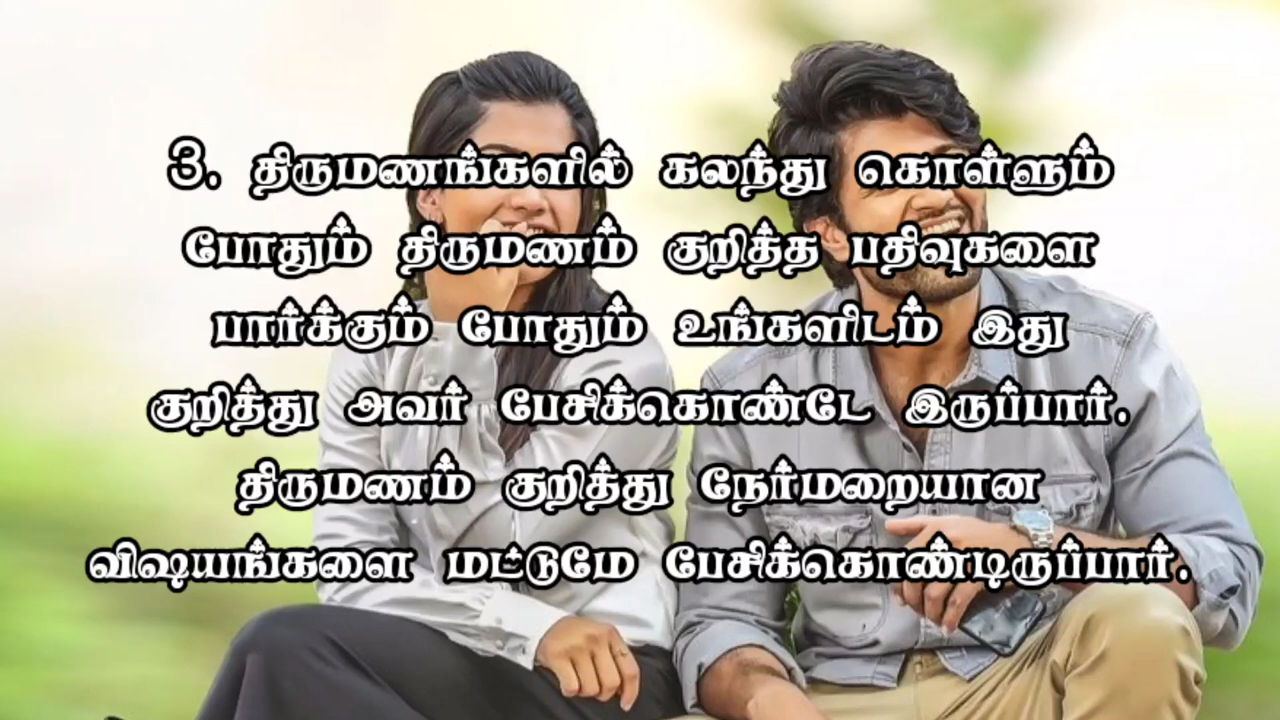 3. திருமணங்களில் கலந்து கொள்ளும்
போதும் திருமணம் குறித்த பதிவுகளை
பார்க்கும் போதும் உங்களிடம் இது
குறித்து அவர் பேசிக்கொண்டே இருப்பார்.
திருமணம் குறித்து நேர்மறையான
விஷயங்களை மட்டுமே பேசிக்கொண்டிருப்பார்.